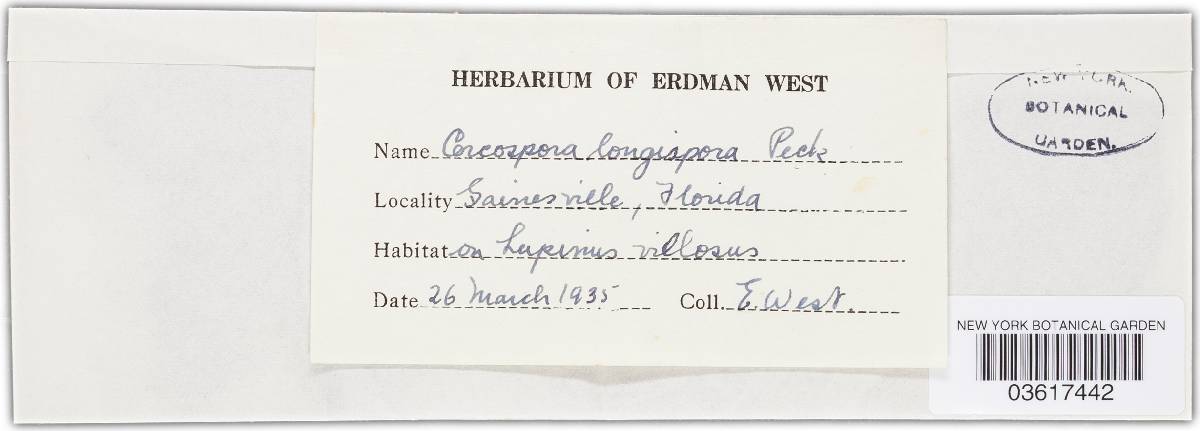 HERBARIUM OF ERDMAN WEST
Name Cercospora longispora Peck
Locality Gainesville, Florida
Habitat on Lupinus villosus
Date 26 March 1935 Coll. E. West.
NEW YORK
BOTANICAL
GARDEN.
NEW YORK BOTANICAL GARDEN
03617442